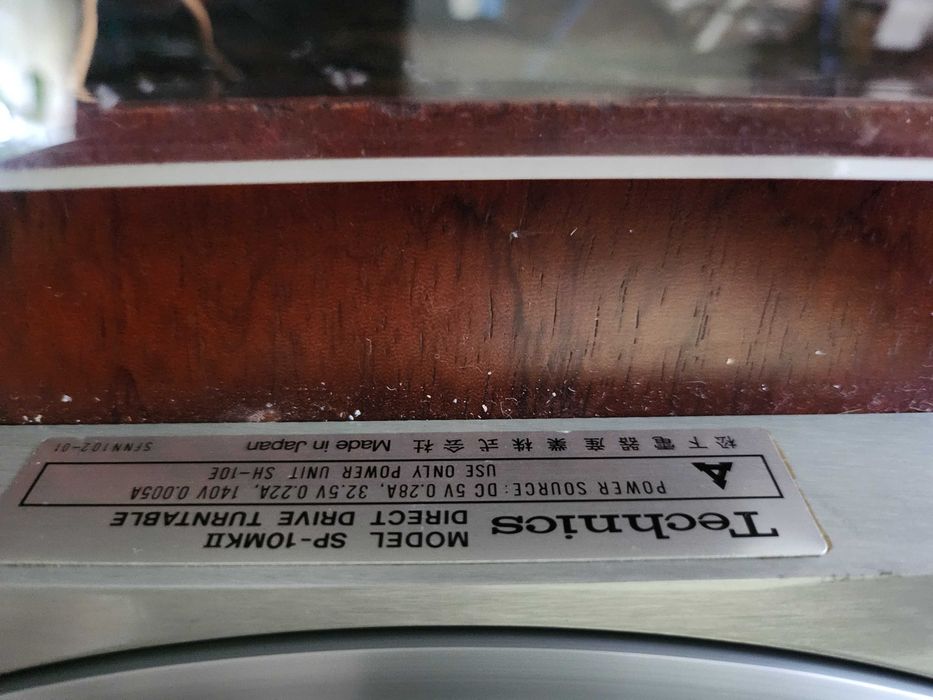 Technics
MODEL SP-10MKII
DIRECT DRIVE TURNTABLE
POWER SOURCE: DC 5V 0.28A, 32.5V 0.22A, 140V 0.005A
USE ONLY POWER UNIT SH-10E
松下電器産業株式会社 Made in Japan SFNN102-01